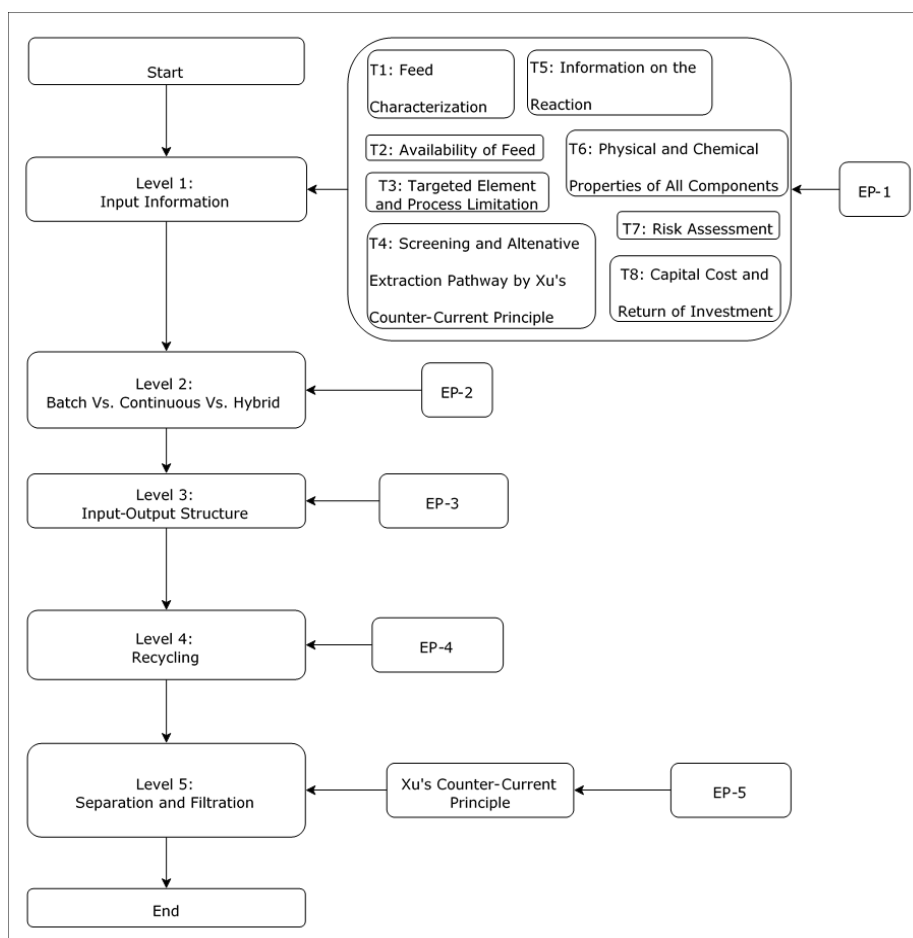 Start
Level 1:
Input Information
T1: Feed
Characterization
T5: Information on the
Reaction
T2: Availability of Feed
T6: Physical and Chemical
Properties of All Components
T3: Targeted Element
and Process Limitation
T7: Risk Assessment
T4: Screening and Altenative
Extraction Pathway by Xu's
Counter-Current Principle
T8: Capital Cost and
Return of Investment
EP-1
Level 2:
Batch Vs. Continuous Vs. Hybrid
EP-2
Level 3:
Input-Output Structure
EP-3
Level 4:
Recycling
EP-4
Level 5:
Separation and Filtration
Xu's Counter-Current
Principle
EP-5
End